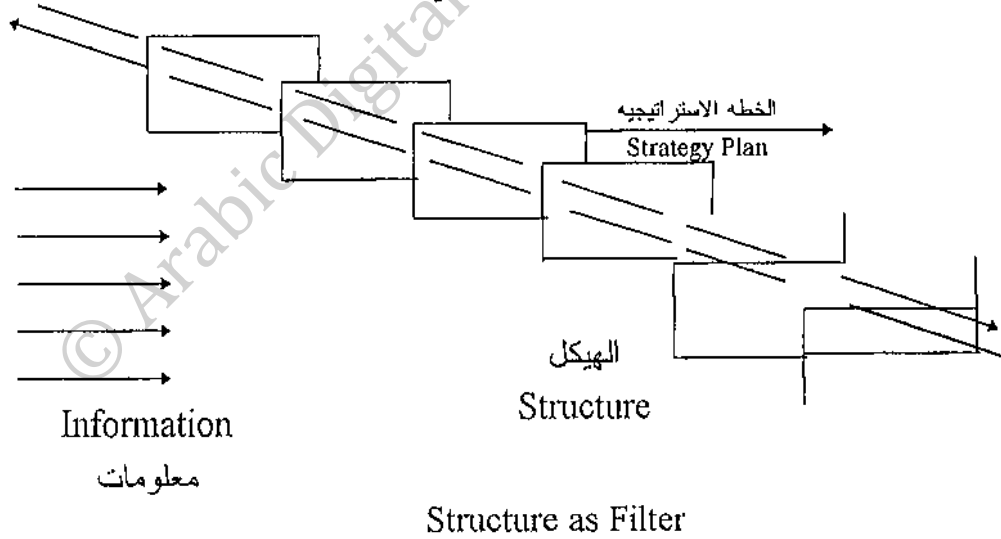 © Arabic Digital
الخطه الاستراتيجيه
Strategy Plan
الهيكل
Structure
Information
معلومات
Structure as Filter